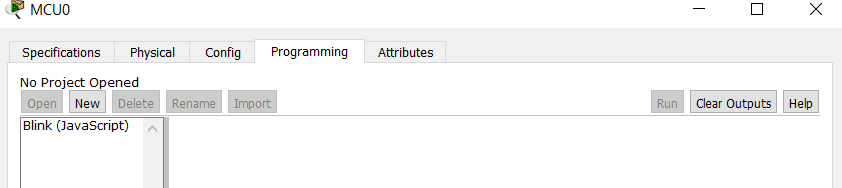 MCU0
Specifications Physical Config Programming Attributes
No Project Opened
Open New Delete Rename Import Run Clear Outputs Help
Blink (JavaScript)